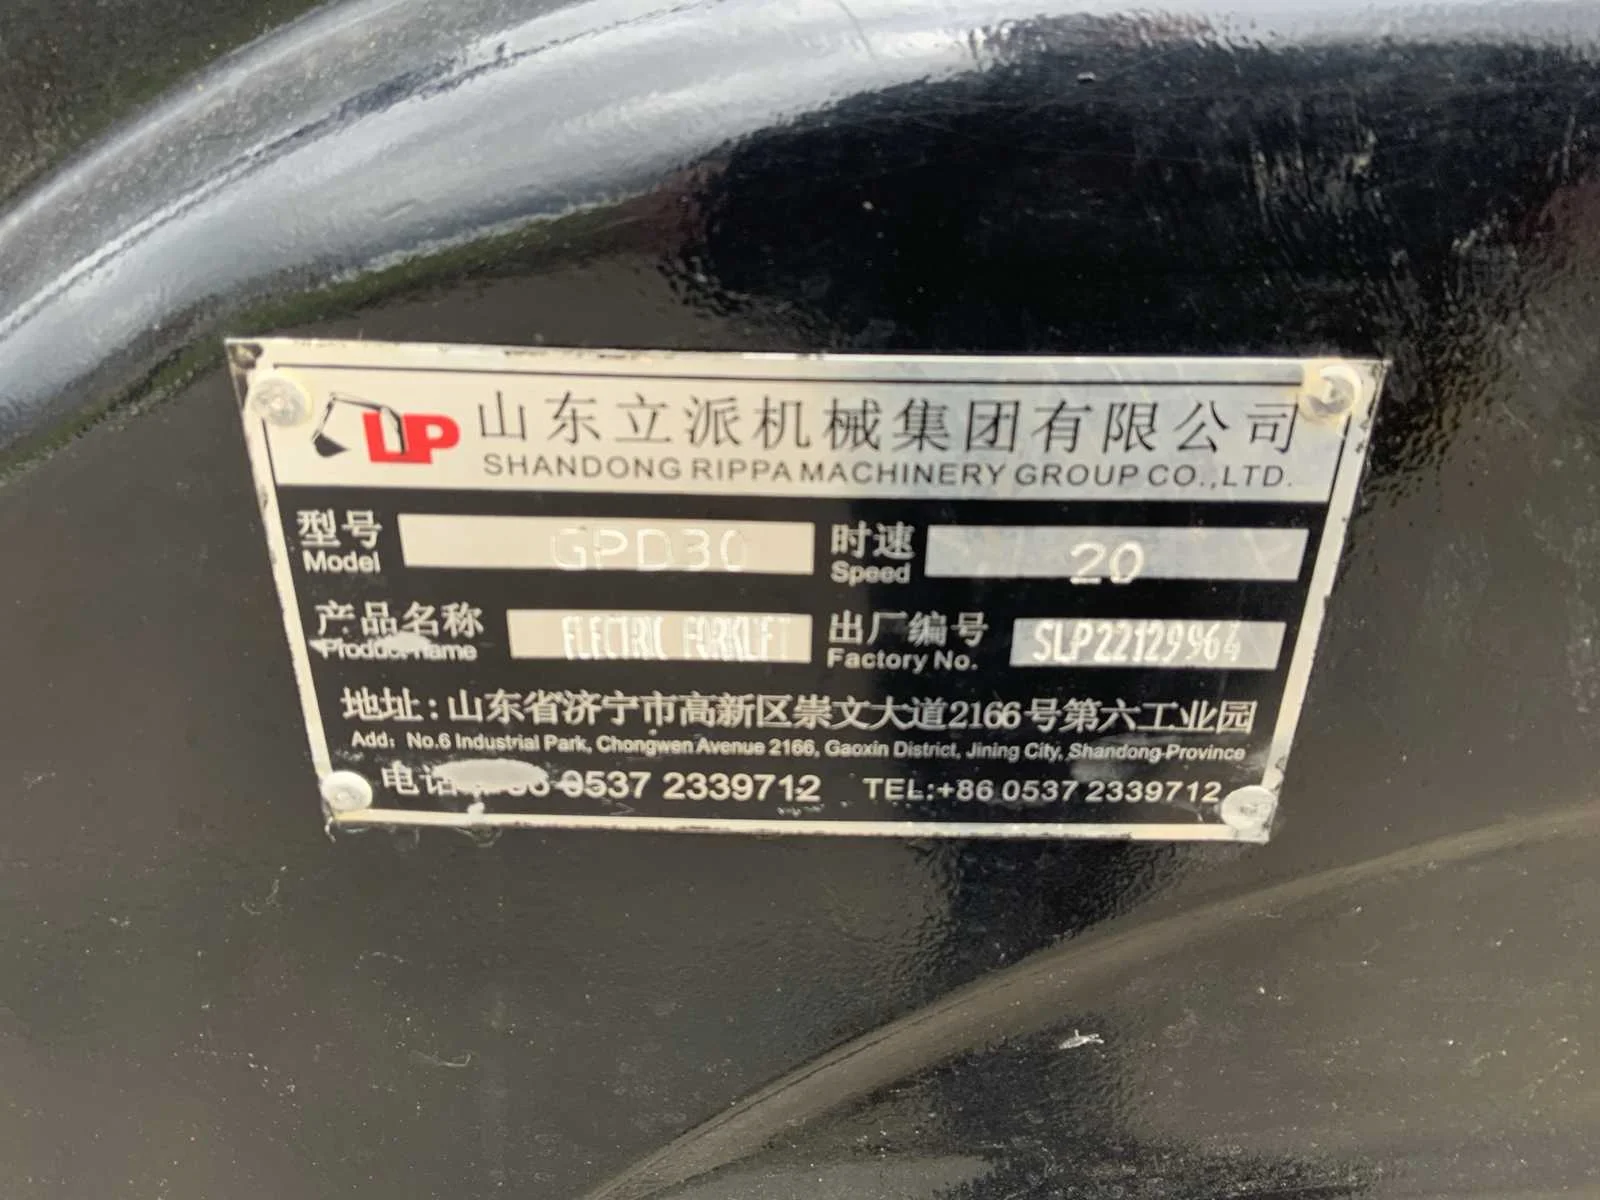 LP 山东立派机械集团有限公司
SHANDONG RIPPA MACHINERY GROUP CO.,LTD.
型号 GPD30 时速 20
Model Speed
产品名称 ELECTRIC FORKLIFT 出厂编号 SLP22129964
Product name Factory No.
地址:山东省济宁市高新区崇文大道2166号第六工业园
Add: No.6 Industrial Park, Chongwen Avenue 2166, Gaoxin District, Jining City, Shandong Province
电话 0537 2339712 TEL:+86 0537 2339712